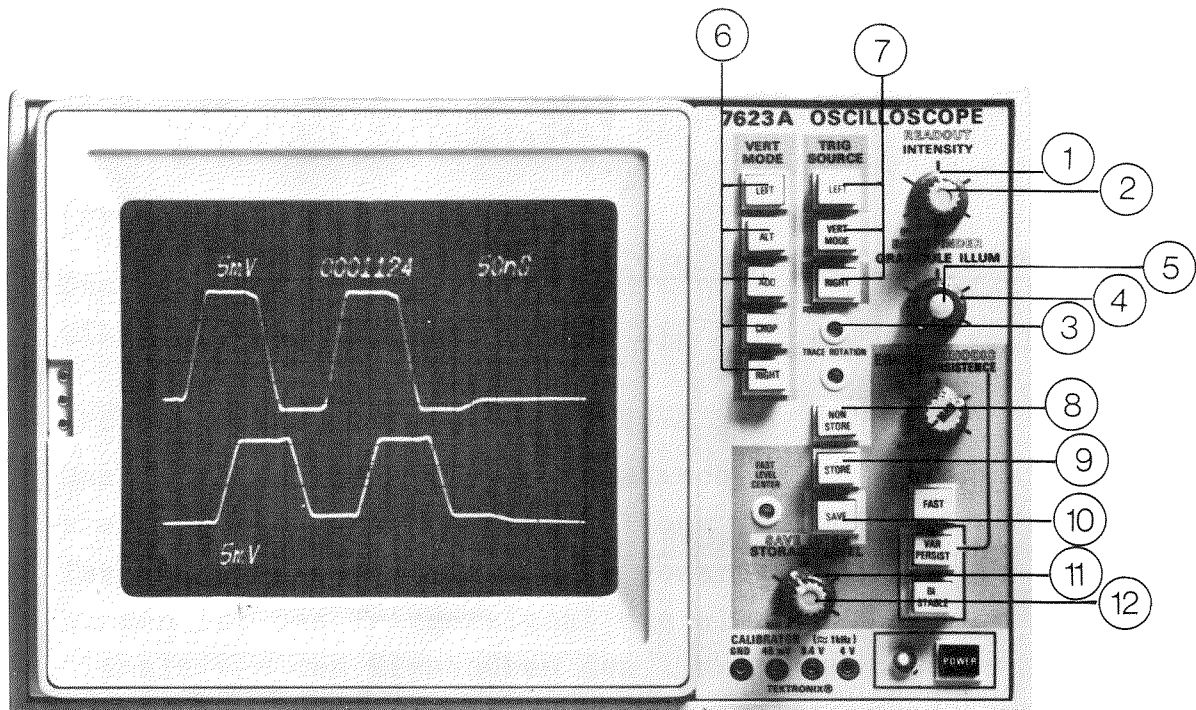 6
7
7623A OSCILLOSCOPE
READOUT
INTENSITY
VERT
MODE
TRIG
SOURCE
1
2
LEFT
LEFT
ALT
VERT
MODE
GRATICULE ILLUM
ADD
RIGHT
5
4
3
CHOP
TRACE ROTATION
RIGHT
PERSISTENCE
5mV 0001124 50nS
5mV
NON
STORE
8
FAST
LEVEL
CENTER
STORE
9
FAST
SAVE
10
VAR
PERSIST
11
BI
STABLE
12
CALIBRATOR (≈ 1kHz)
GND 40 mV 0.4 V 4 V
POWER
TEKTRONIX®